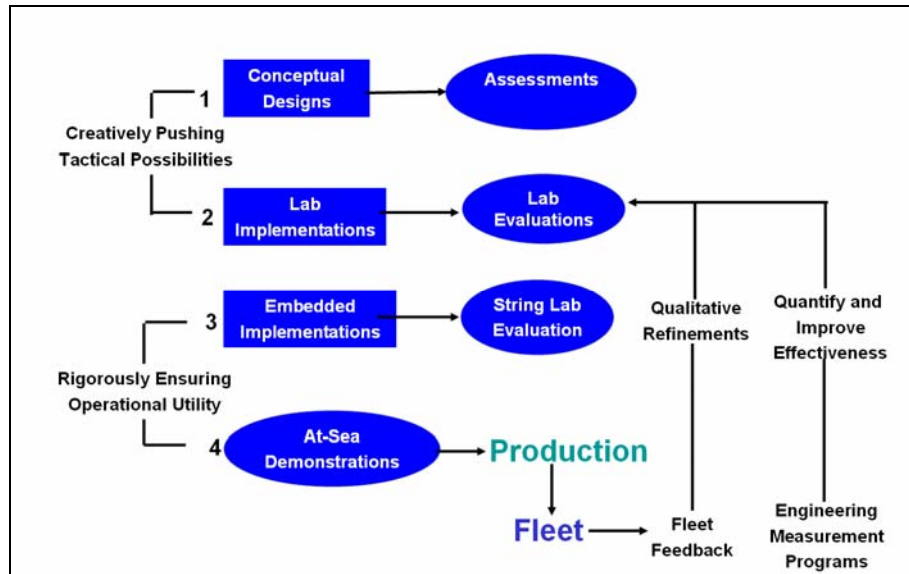 1
Conceptual
Designs
Assessments
Creatively Pushing
Tactical Possibilities
2
Lab
Implementations
Lab
Evaluations
3
Embedded
Implementations
String Lab
Evaluation
Qualitative
Refinements
Quantify and
Improve
Effectiveness
Rigorously Ensuring
Operational Utility
4
At-Sea
Demonstrations
Production
Fleet
Fleet
Feedback
Engineering
Measurement
Programs